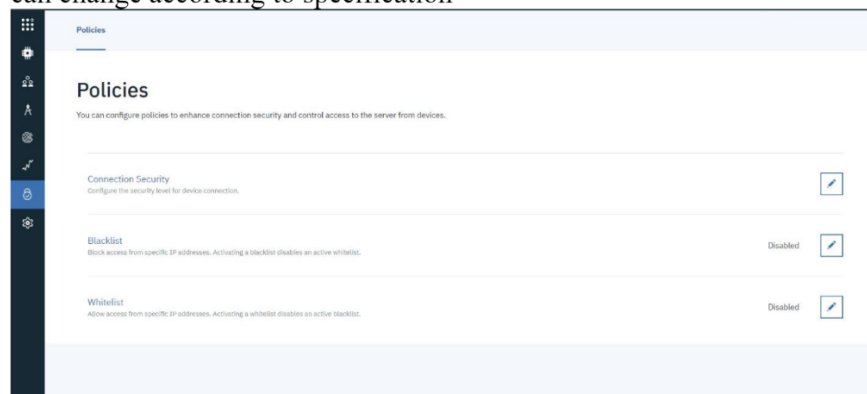 can change according to specification
Policies
Policies
You can configure policies to enhance connection security and control access to the server from devices.
Connection Security
Configure the security level for device connection.
Blacklist
Block access from specific IP addresses. Activating a blacklist disables an active whitelist.
Disabled
Whitelist
Allow access from specific IP addresses. Activating a whitelist disables an active blacklist.
Disabled